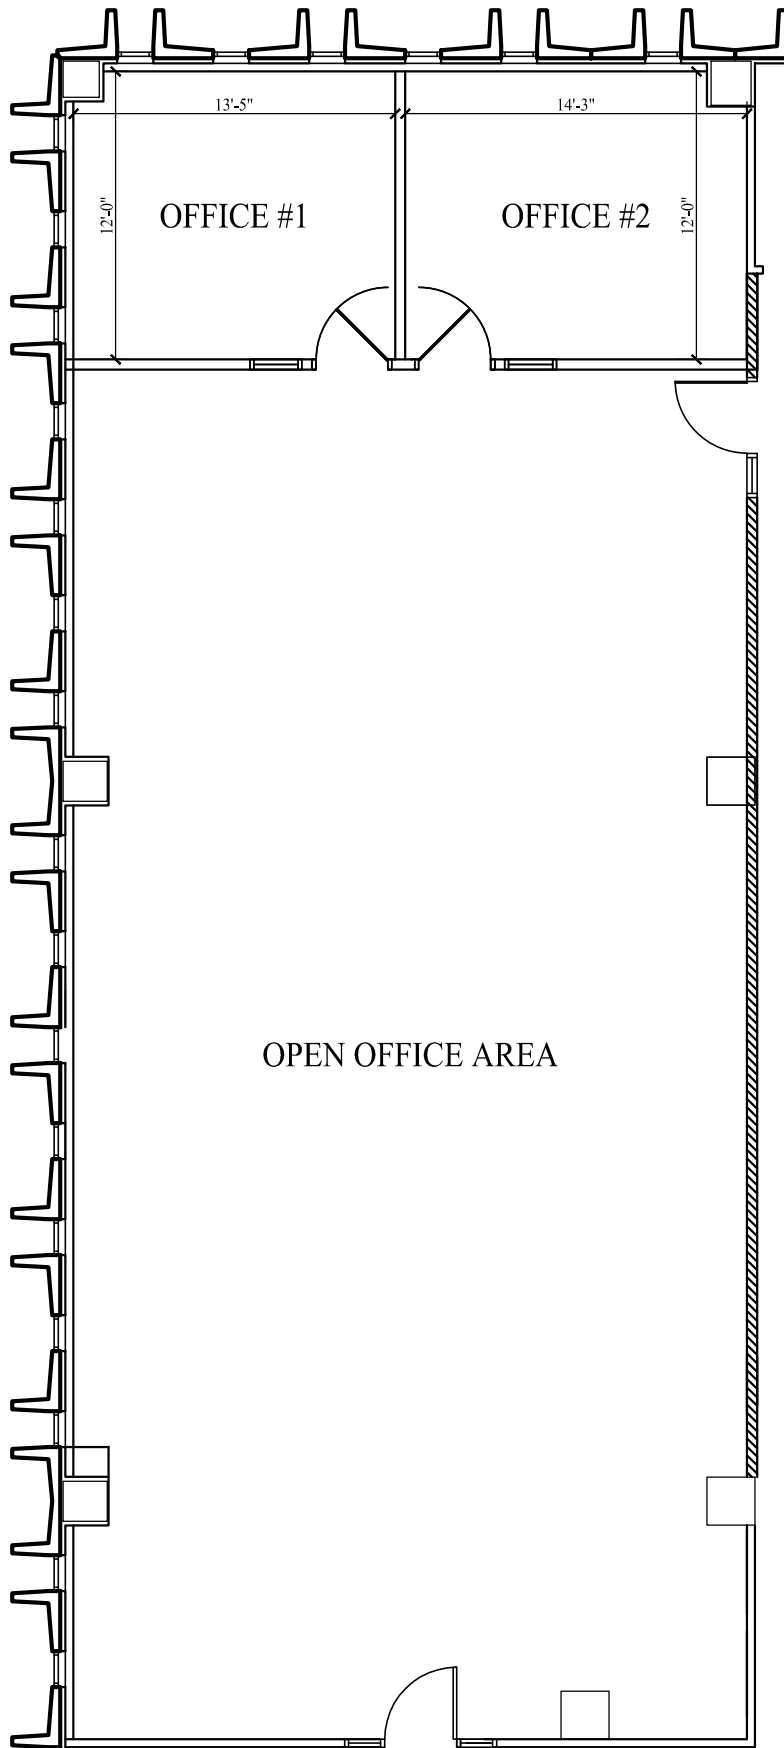 13'-5"
14'-3"
12'-0"
OFFICE #1
OFFICE #2
12'-0"
OPEN OFFICE AREA